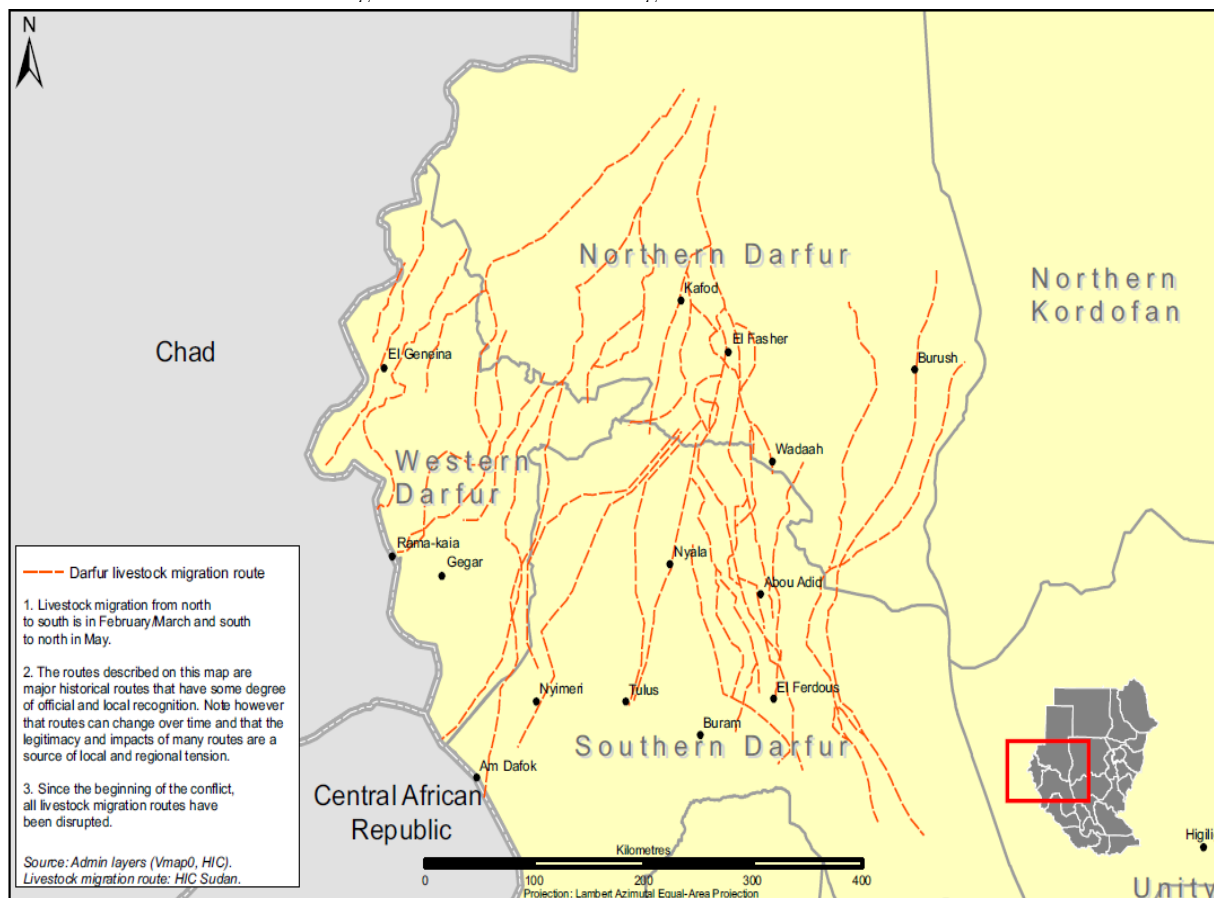 N
Northern Darfur
Kafod
Northern
Kordofan
El Fasher
Chad
El Geneina
Burush
Wadaah
Western
Darfur
Rama-kaia
Gegar
Nyala
Abou Adid
Darfur livestock migration route
1. Livestock migration from north
to south is in February/March and south
to north in May.
2. The routes described on this map are
major historical routes that have some degree
of official and local recognition. Note however
that routes can change over time and that the
legitimacy and impacts of many routes are a
source of local and regional tension.
3. Since the beginning of the conflict,
all livestock migration routes have
been disrupted.
Source: Admin layers (Vmap0, HIC).
Livestock migration route: HIC Sudan.
Nyimeri
Tulus
El Ferdous
Buram
Southern Darfur
Am Dafok
Central African
Republic
Kilometres
0 100 200 300 400
Projection: Lambert Azimutal Equal-Area Projection
Higili
Unity